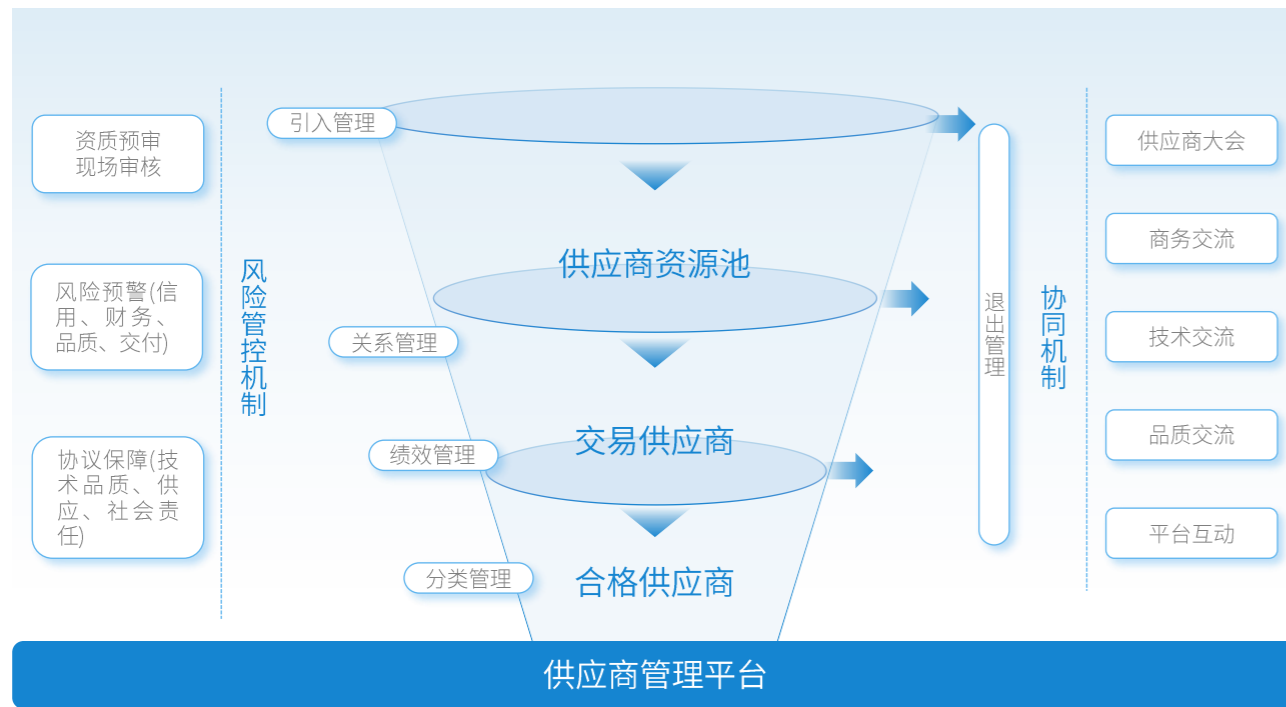 资质预审
现场审核
风险预警(信
用、财务、
品质、交付)
协议保障(技
术品质、供
应、社会责
任)
风险管控机制
引入管理
供应商资源池
关系管理
交易供应商
绩效管理
合格供应商
分类管理
退出管理
协同机制
供应商大会
商务交流
技术交流
品质交流
平台互动
供应商管理平台